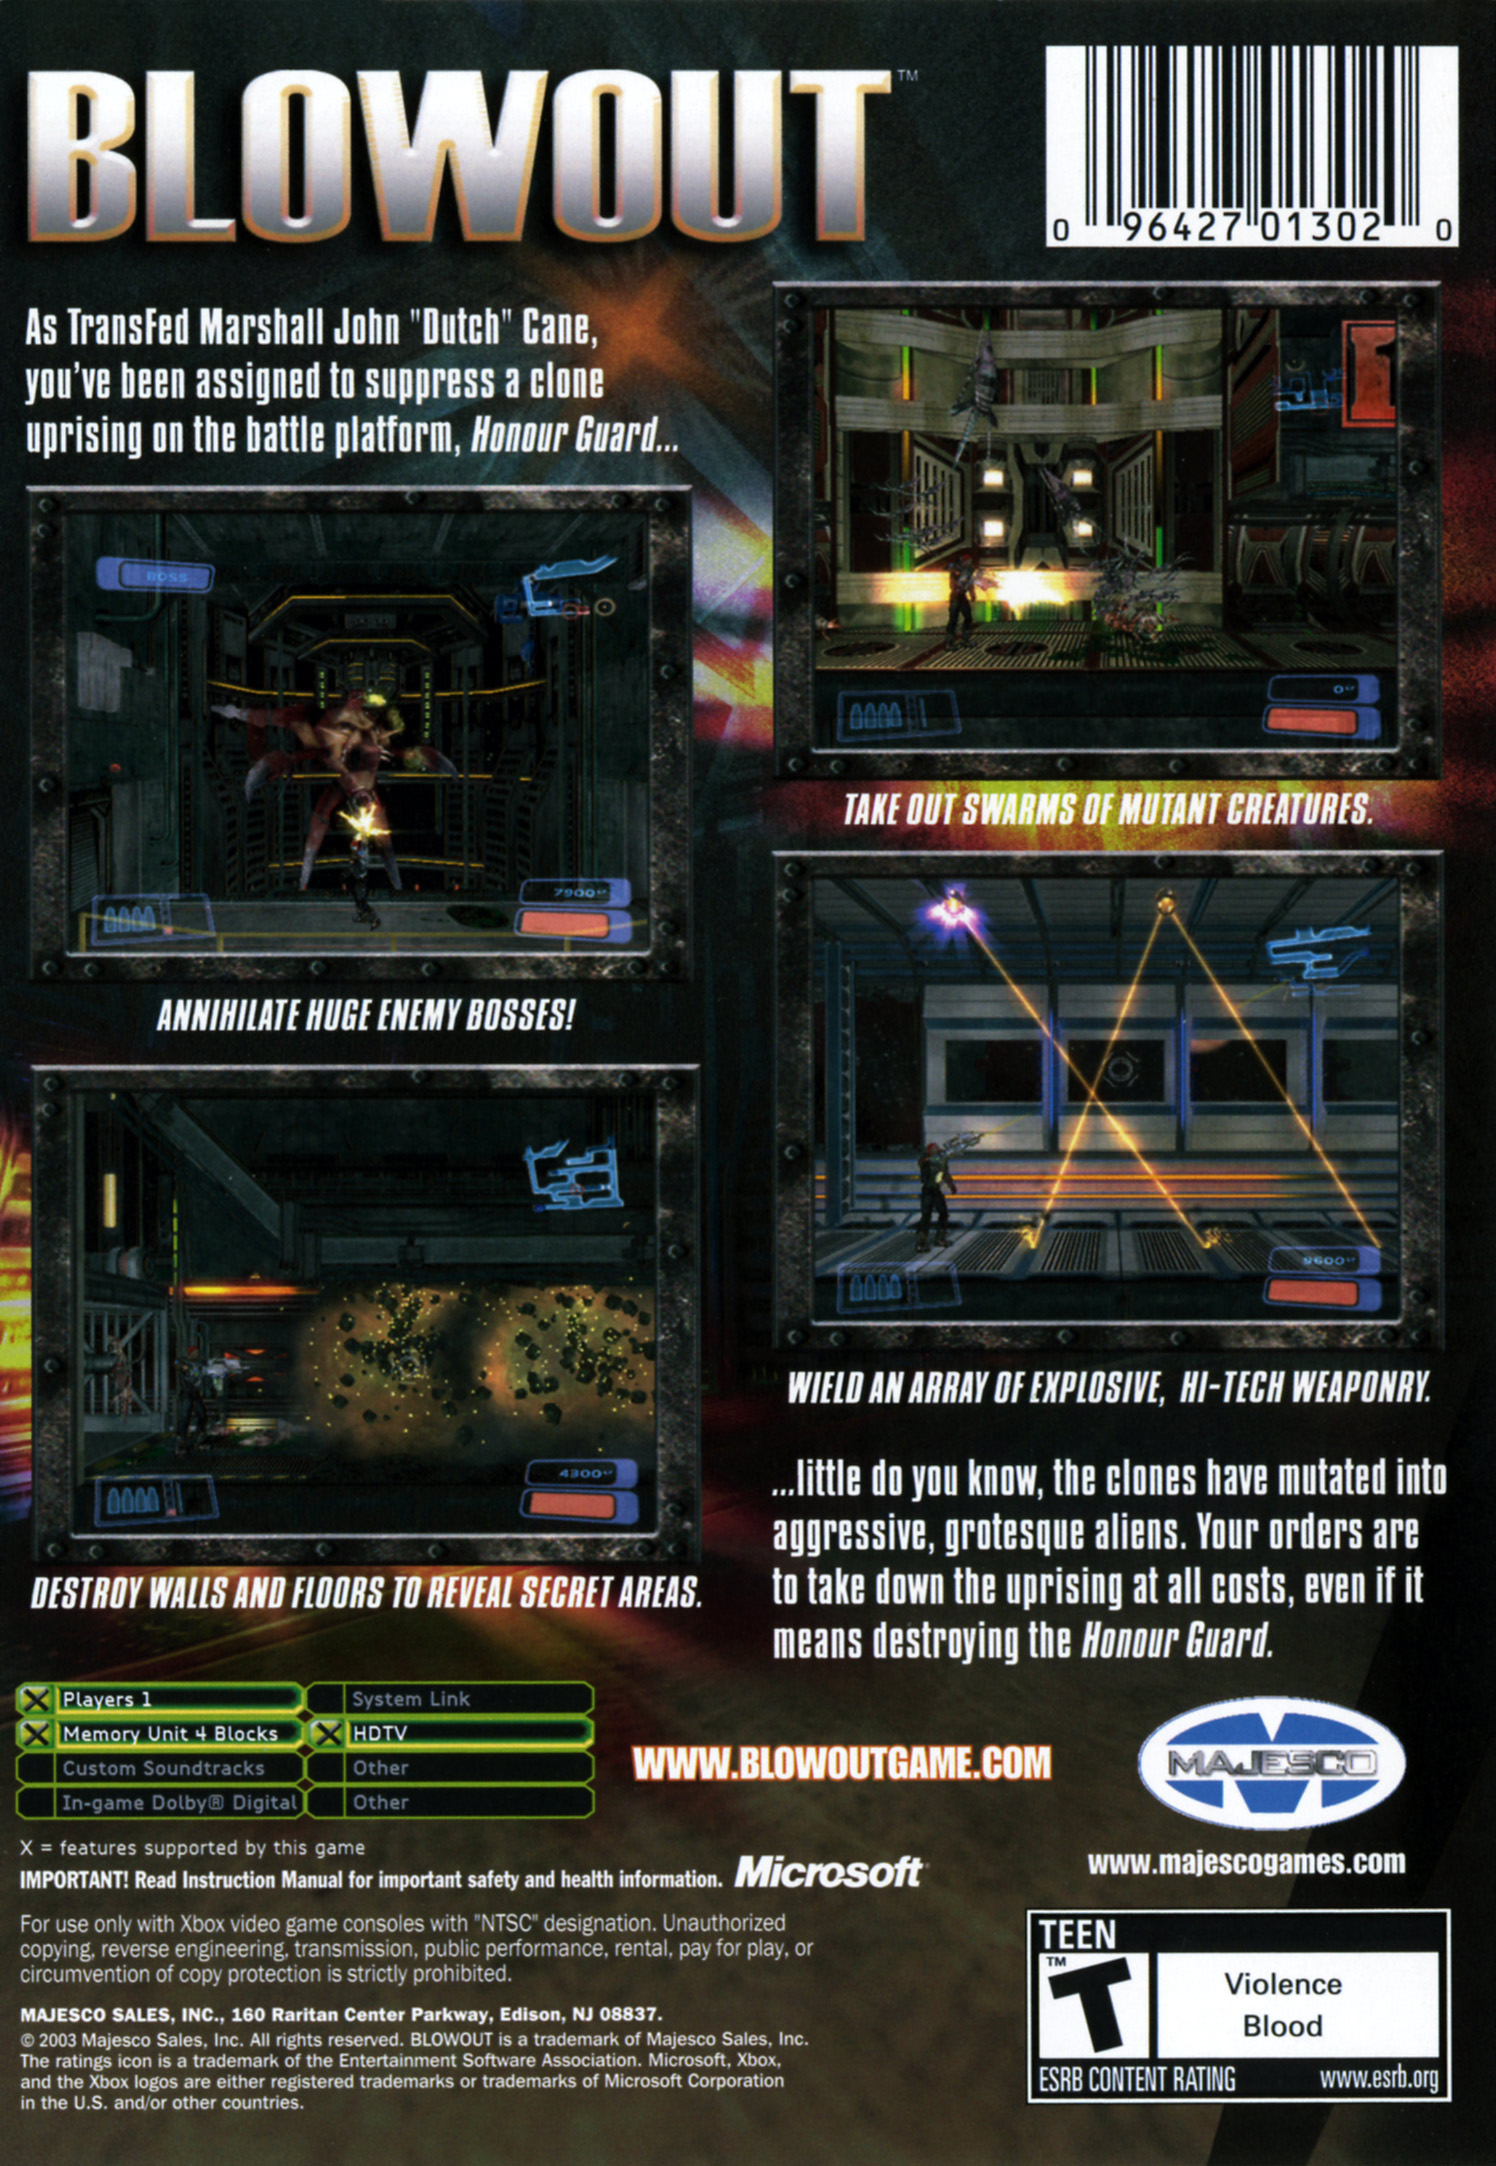 BLOWOUT™
0 96427 01302 0
As TransFed Marshall John "Dutch" Cane,
you've been assigned to suppress a clone
uprising on the battle platform, Honour Guard...
BOSS
7900
ANNIHILATE HUGE ENEMY BOSSES!
0
TAKE OUT SWARMS OF MUTANT CREATURES.
4300
DESTROY WALLS AND FLOORS TO REVEAL SECRET AREAS.
WIELD AN ARRAY OF EXPLOSIVE, HI-TECH WEAPONRY.
...little do you know, the clones have mutated into
aggressive, grotesque aliens. Your orders are
to take down the uprising at all costs, even if it
means destroying the Honour Guard.
Players 1
System Link
Memory Unit 4 Blocks
HDTV
Custom Soundtracks
Other
In-game Dolby® Digital
Other
X = features supported by this game
WWW.BLOWOUTGAME.COM
MAJESCO
www.majescogames.com
IMPORTANT! Read Instruction Manual for important safety and health information. Microsoft
For use only with Xbox video game consoles with "NTSC" designation. Unauthorized
copying, reverse engineering, transmission, public performance, rental, pay for play, or
circumvention of copy protection is strictly prohibited.
MAJESCO SALES, INC., 160 Raritan Center Parkway, Edison, NJ 08837.
© 2003 Majesco Sales, Inc. All rights reserved. BLOWOUT is a trademark of Majesco Sales, Inc.
The ratings icon is a trademark of the Entertainment Software Association. Microsoft, Xbox,
and the Xbox logos are either registered trademarks or trademarks of Microsoft Corporation
in the U.S. and/or other countries.
TEEN
T™
Violence
Blood
ESRB CONTENT RATING www.esrb.org